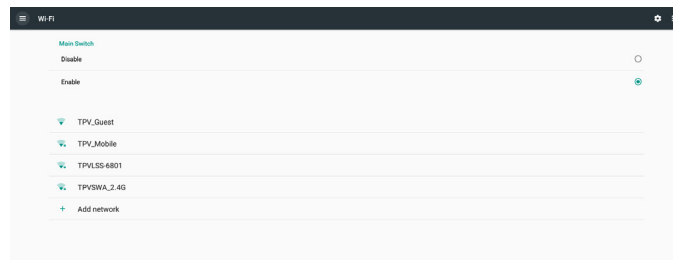 Wi-Fi
Main Switch
Disable
Enable
TPV_Guest
TPV_Mobile
TPVLSS-6801
TPVSWA_2.4G
Add network